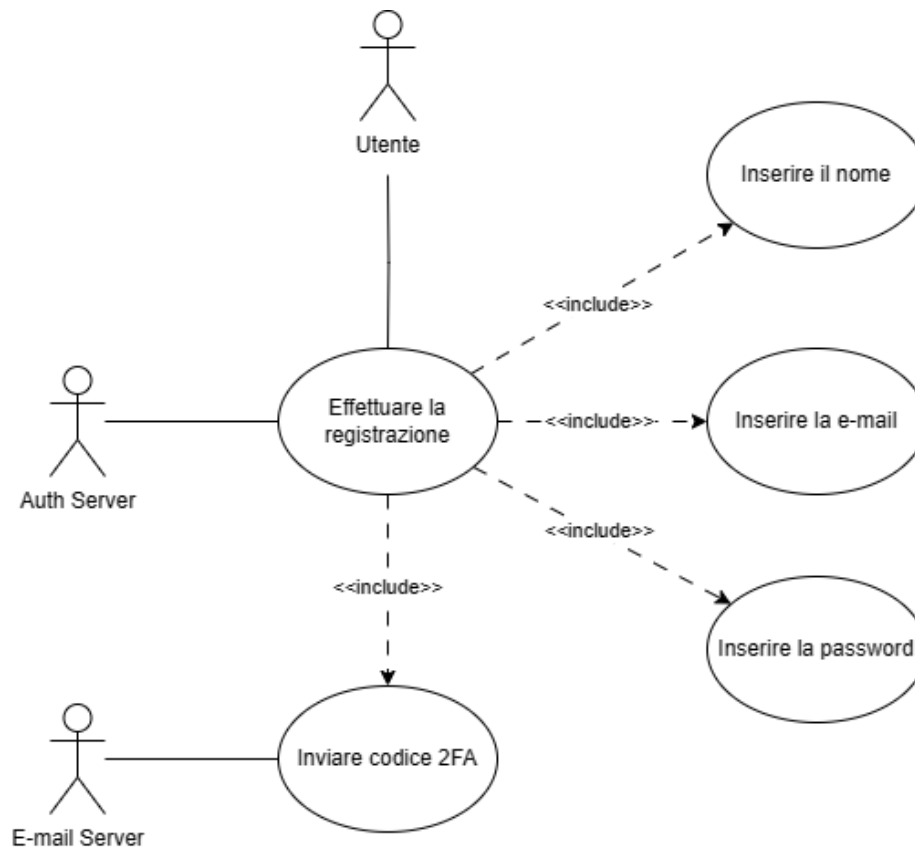 Utente
Inserire il nome
<<include>>
Effettuare la
registrazione
<<include>>
Inserire la e-mail
Auth Server
<<include>>
<<include>>
Inserire la password
Inviare codice 2FA
E-mail Server